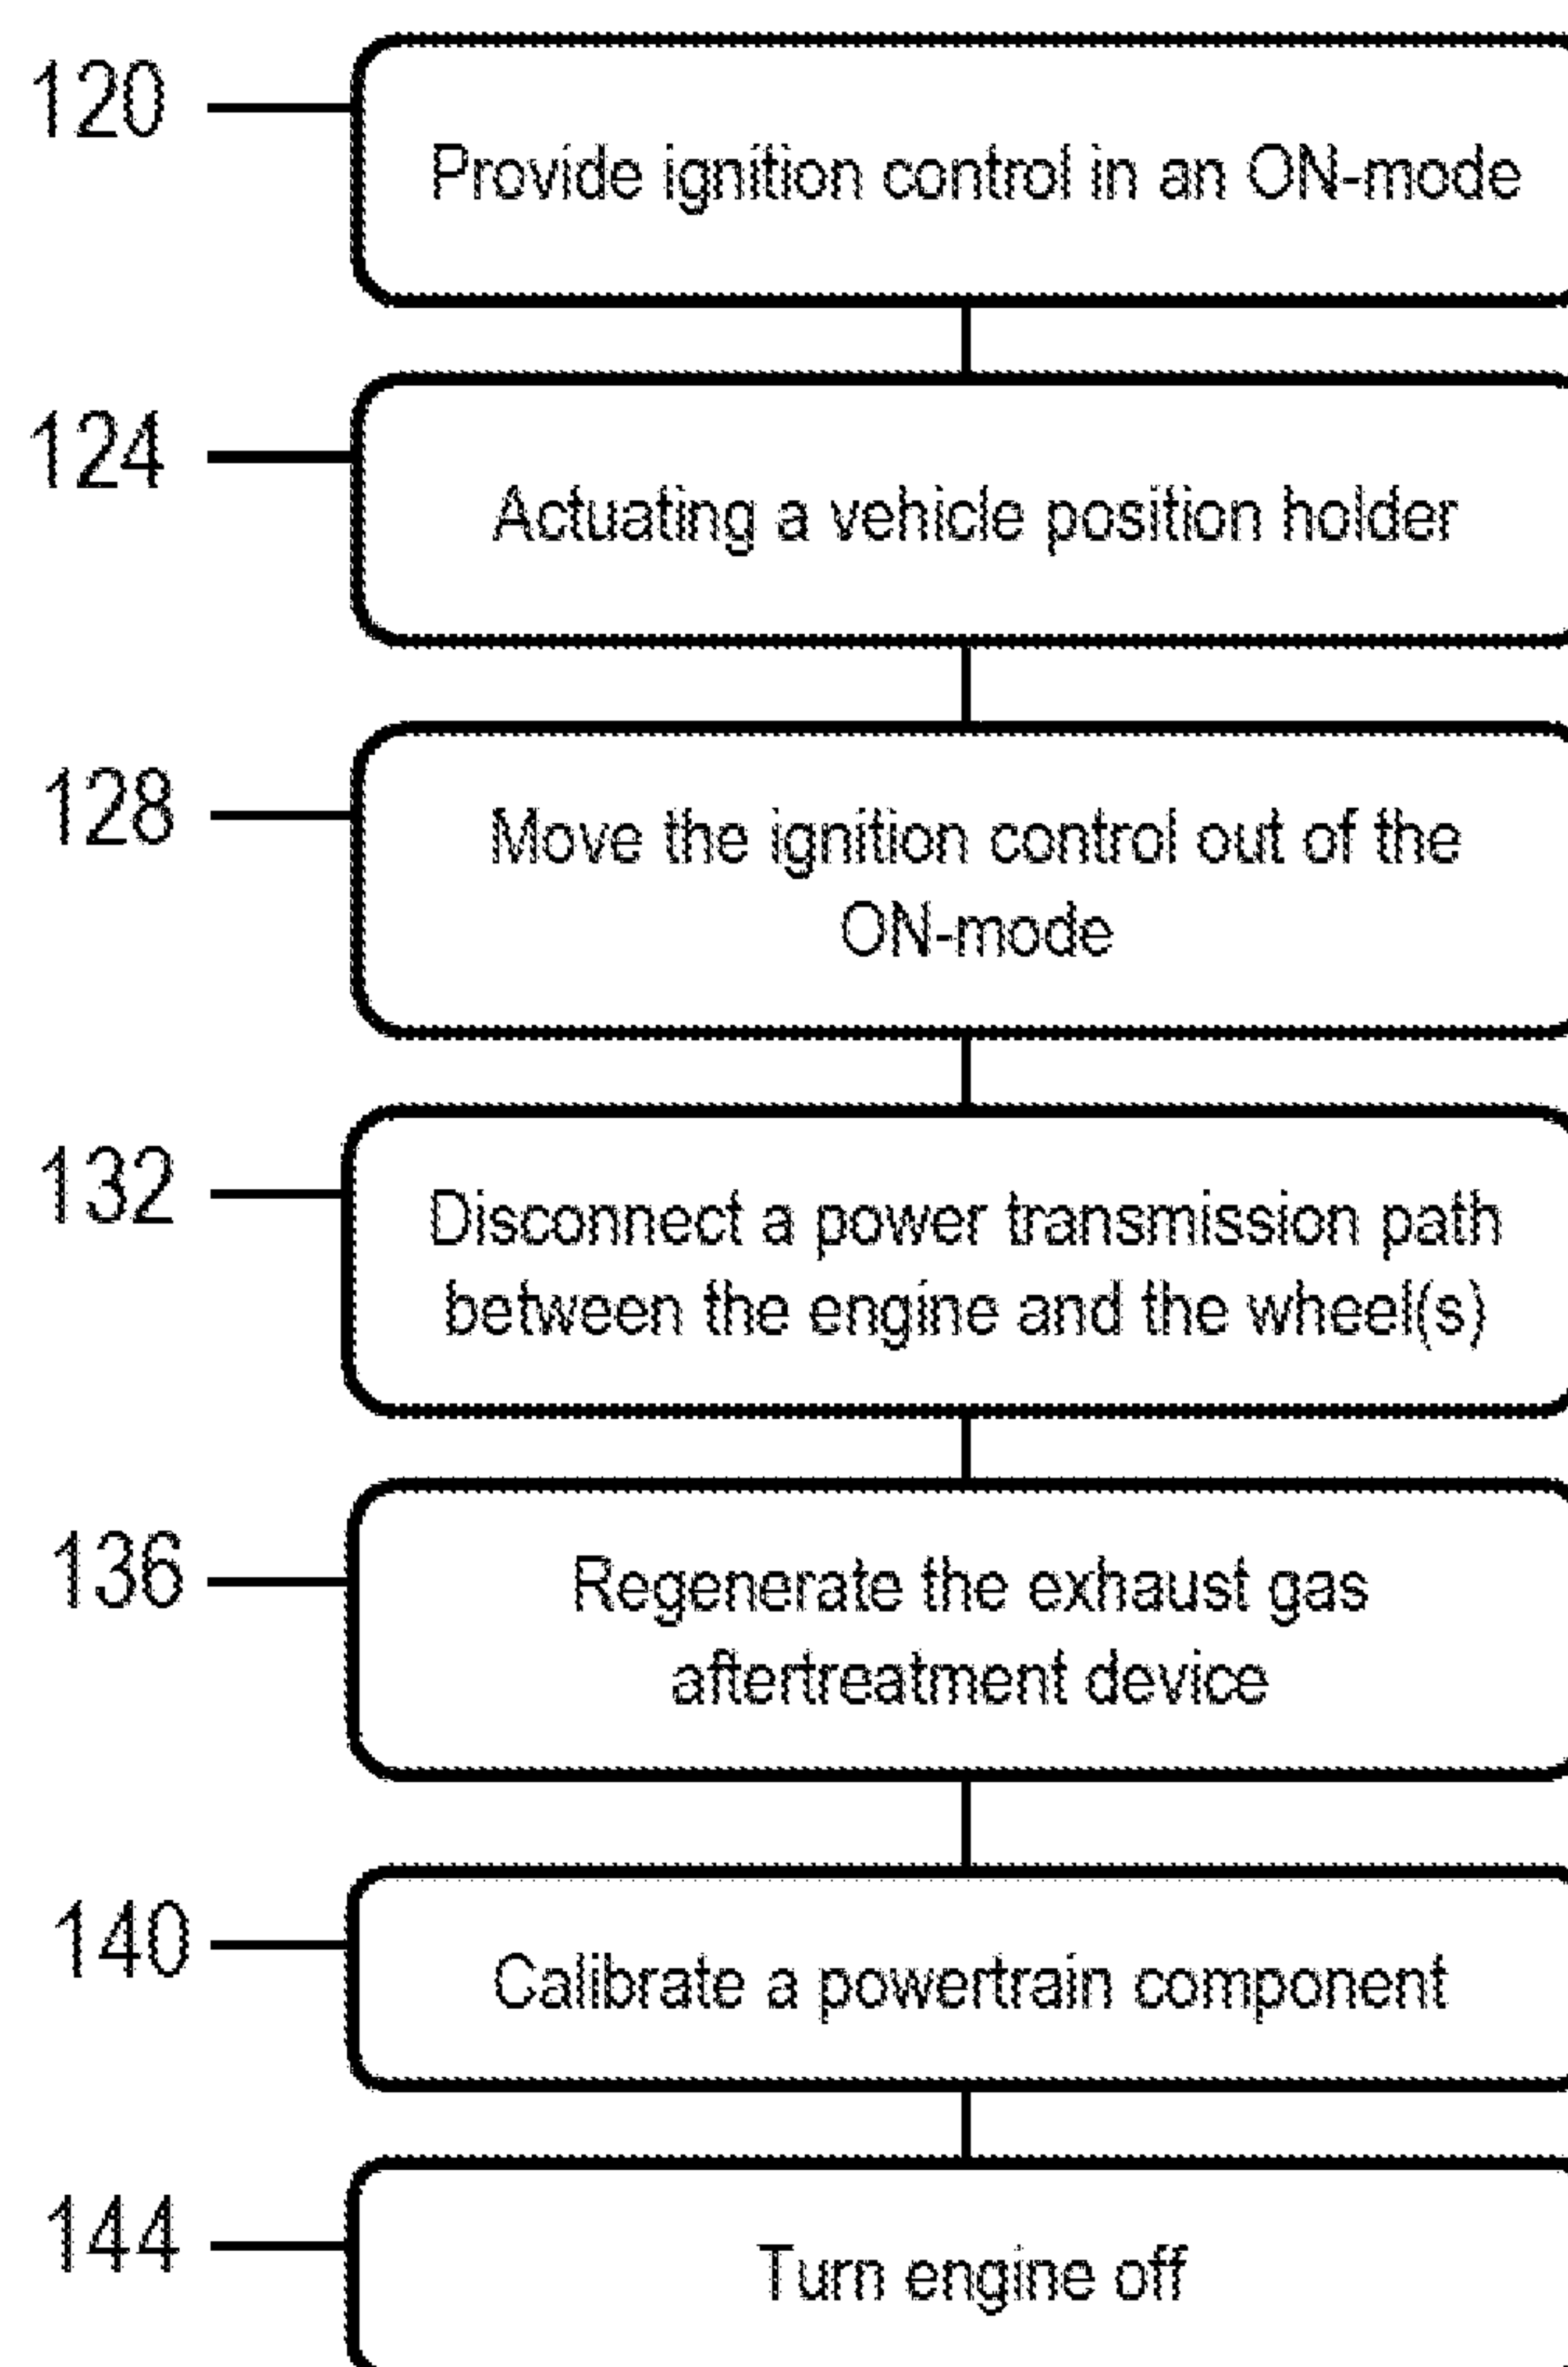 120
Provide ignition control in an ON-mode
124
Actuating a vehicle position holder
128
Move the ignition control out of the
ON-mode
132
Disconnect a power transmission path
between the engine and the wheel(s)
136
Regenerate the exhaust gas
aftertreatment device
140
Calibrate a powertrain component
144
Turn engine off